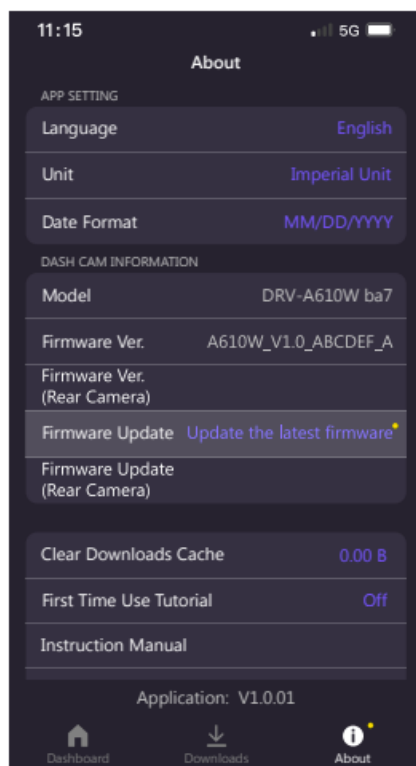 11:15 5G
About
APP SETTING
Language English
Unit Imperial Unit
Date Format MM/DD/YYYY
DASH CAM INFORMATION
Model DRV-A610W ba7
Firmware Ver. A610W_V1.0_ABCDEF_A
Firmware Ver.
(Rear Camera)
Firmware Update Update the latest firmware
Firmware Update
(Rear Camera)
Clear Downloads Cache 0.00 B
First Time Use Tutorial Off
Instruction Manual
Application: V1.0.01
Dashboard Downloads About